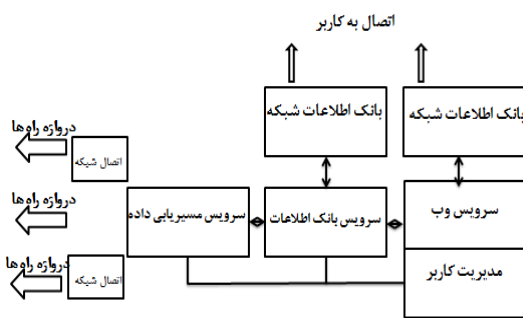 اتصال به کاربر
بانک اطلاعات شبکه
بانک اطلاعات شبکه
دروازه راه‌ها
اتصال شبکه
دروازه راه‌ها
سرویس وب
سرویس بانک اطلاعات
سرویس مسیریابی داده
دروازه راه‌ها
اتصال شبکه
مدیریت کاربر